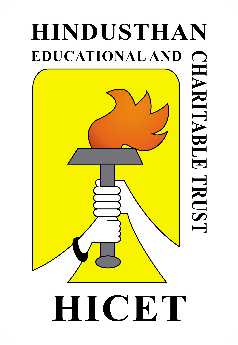 HINDUSTHAN
EDUCATIONAL AND
CHARITABLE TRUST
HICET